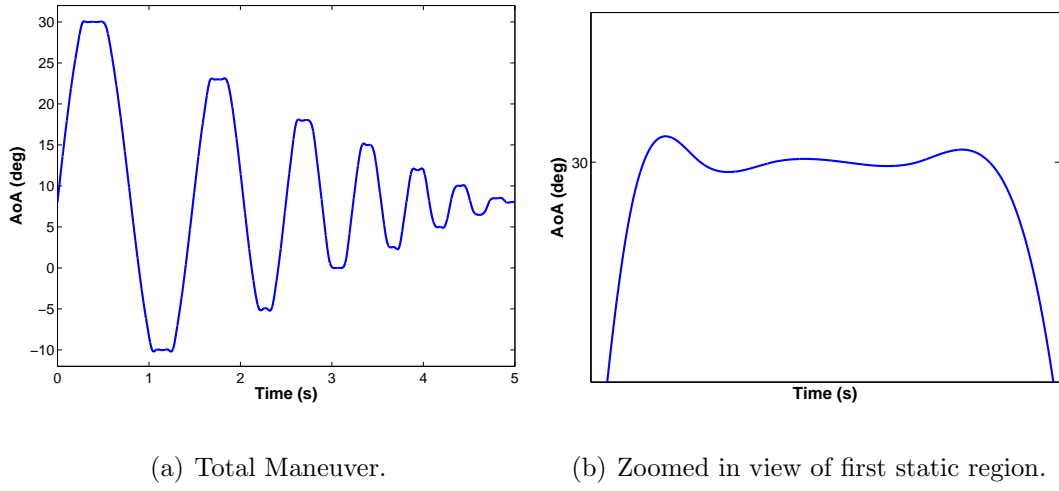 30
25
20
15
10
5
0
−5
−10
AoA (deg)
0 1 2 3 4 5
Time (s)
30
AoA (deg)
Time (s)
(a) Total Maneuver.
(b) Zoomed in view of first static region.